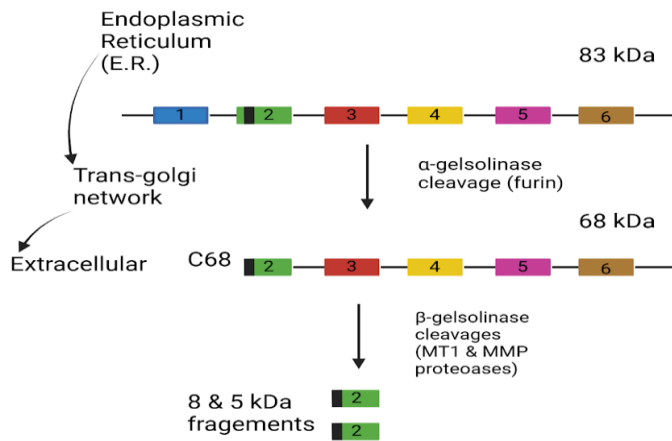 Endoplasmic
Reticulum
(E.R.)
83 kDa
1 2 3 4 5 6
α-gelsolinase
cleavage (furin)
Trans-golgi
network
68 kDa
Extracellular
C68 2 3 4 5 6
β-gelsolinase
cleavages
(MT1 & MMP
proteoases)
8 & 5 kDa
fragements
2
2